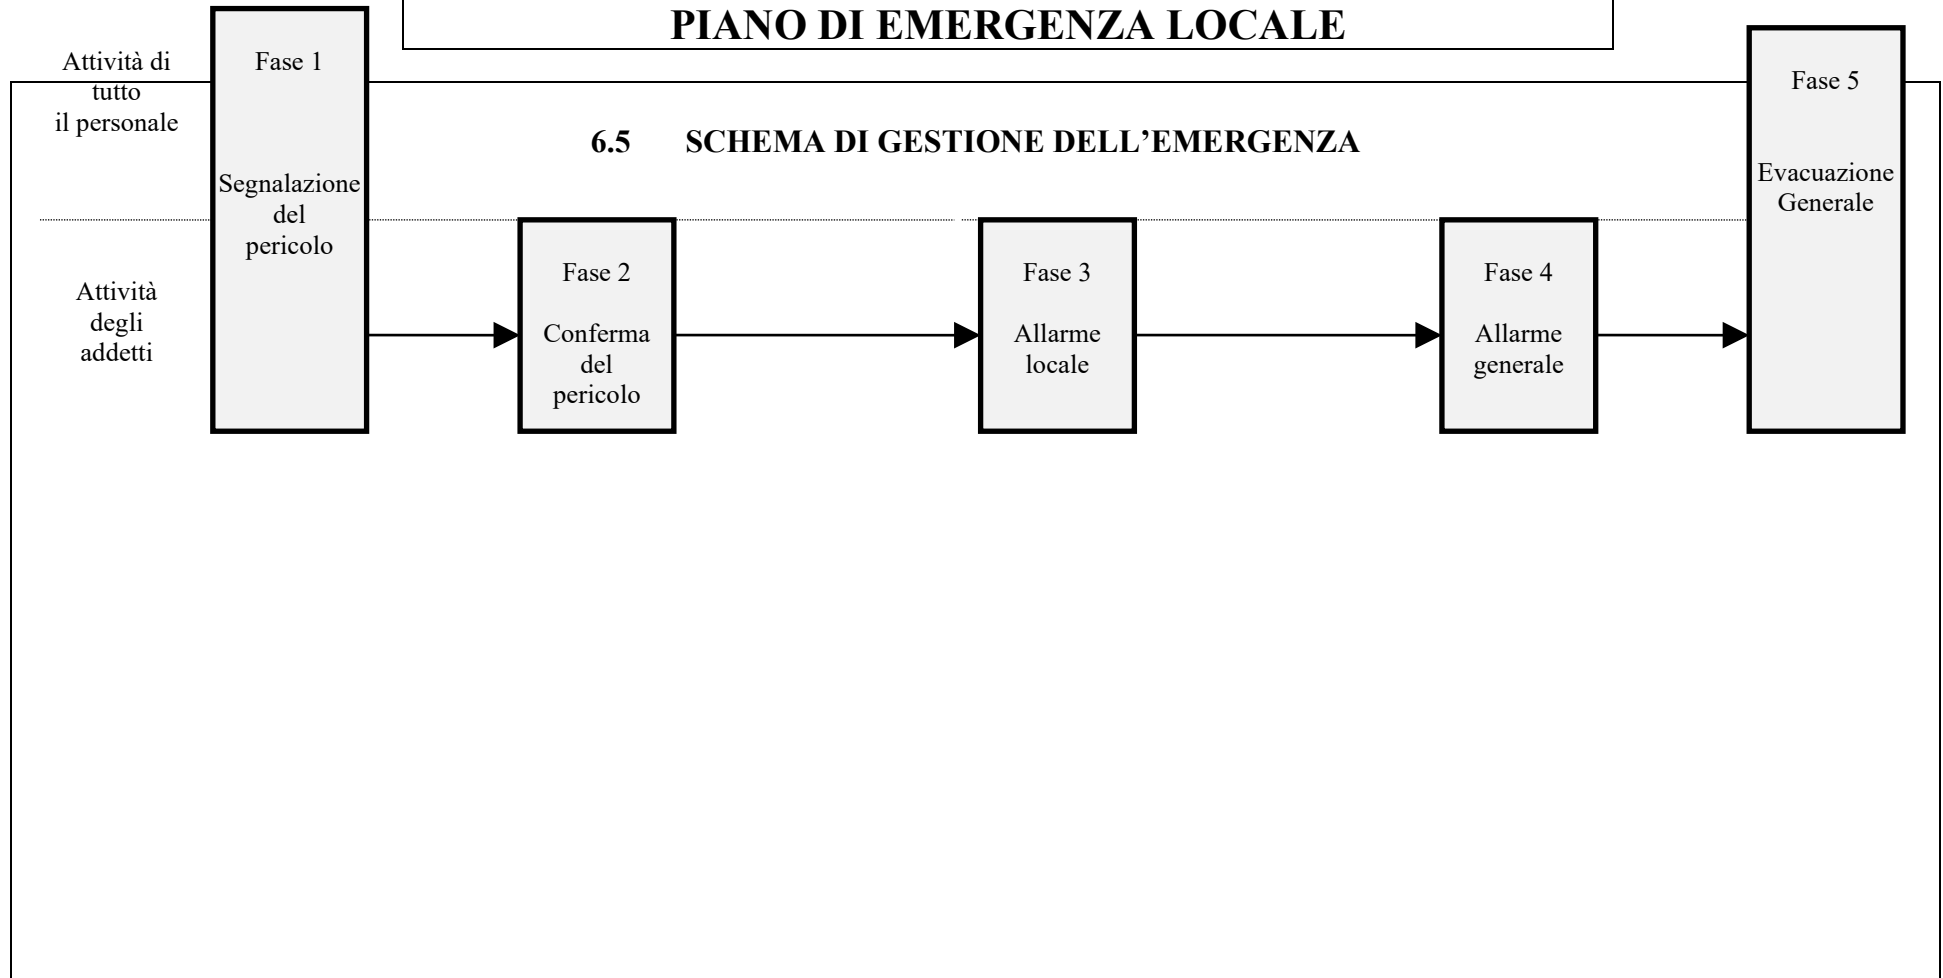 PIANO DI EMERGENZA LOCALE
Attività di
tutto
il personale
Fase 1
Segnalazione
del
pericolo
6.5 SCHEMA DI GESTIONE DELL’EMERGENZA
Fase 5
Evacuazione
Generale
Attività
degli
addetti
Fase 2
Conferma
del
pericolo
Fase 3
Allarme
locale
Fase 4
Allarme
generale